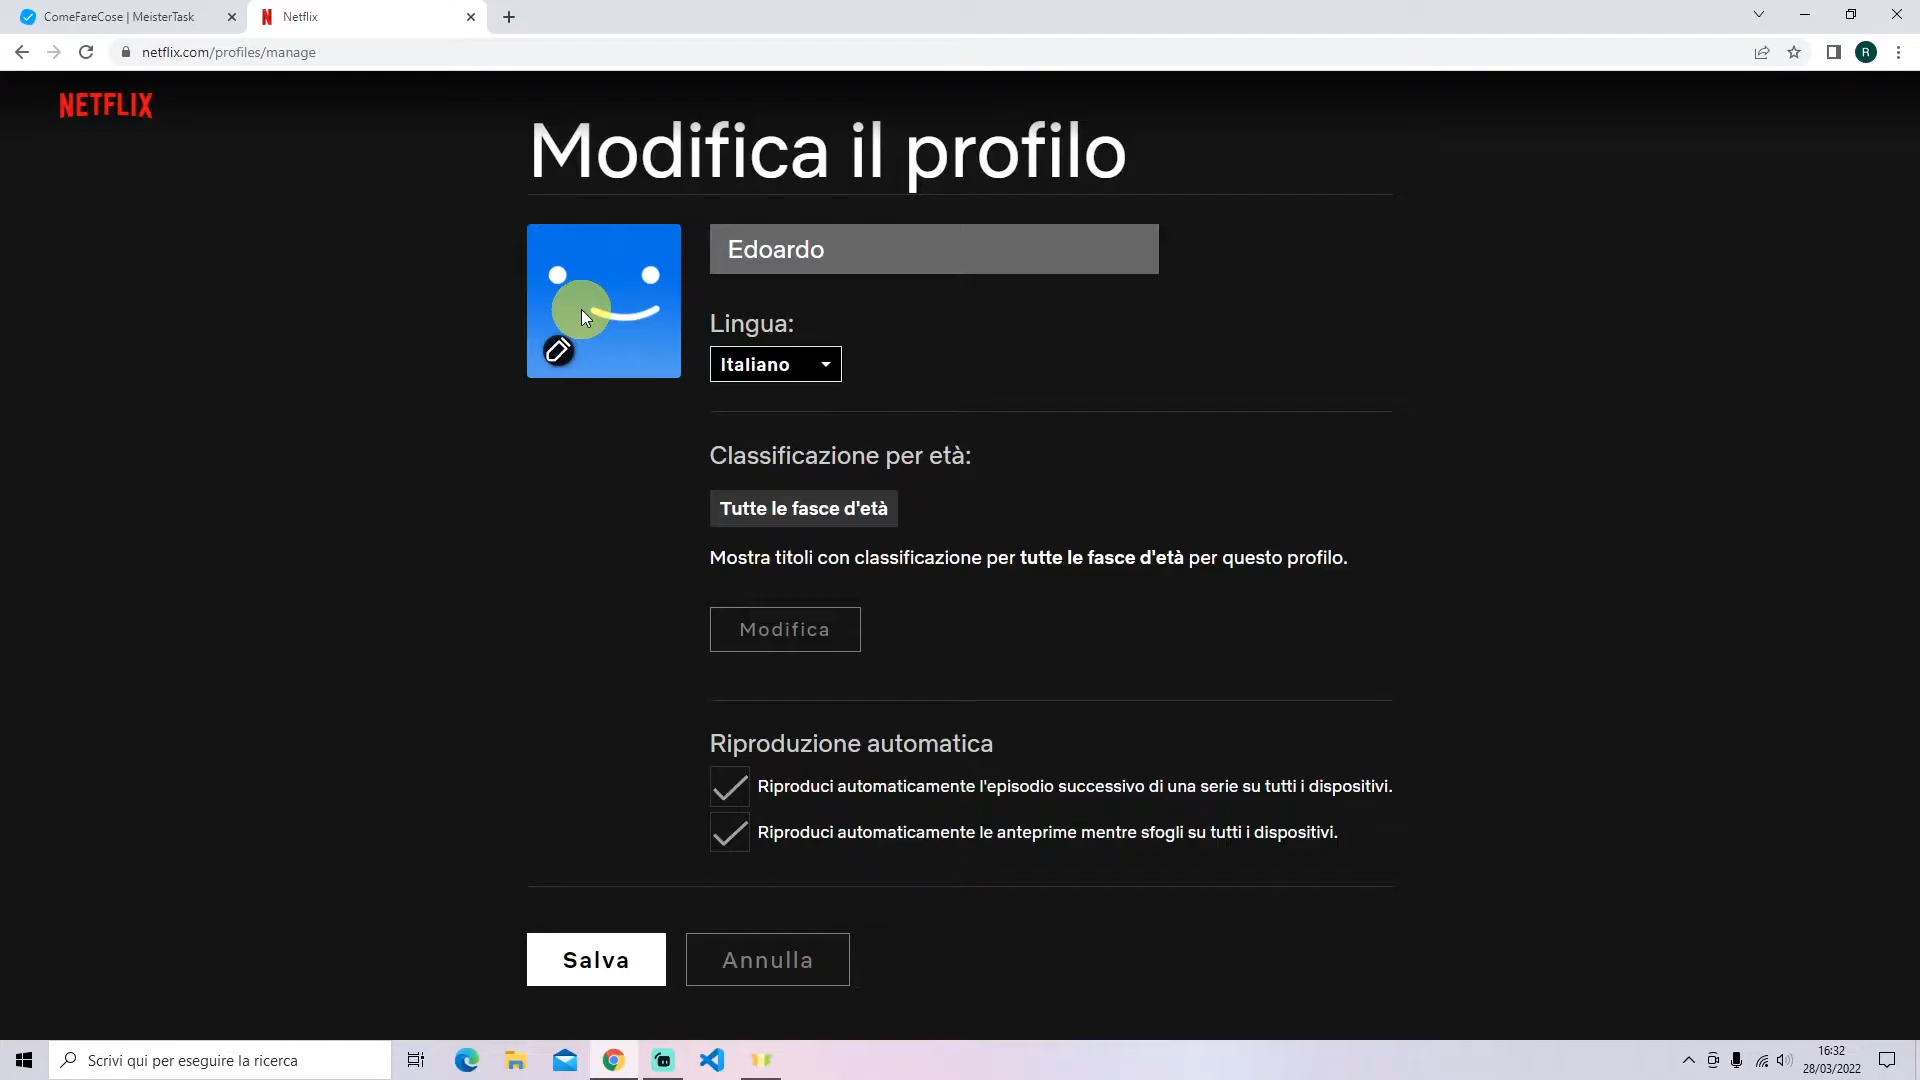 ComeFareCose | MeisterTask
Netflix
netflix.com/profiles/manage
R
NETFLIX
Modifica il profilo
Edoardo
Lingua:
Italiano
Classificazione per età:
Tutte le fasce d'età
Mostra titoli con classificazione per tutte le fasce d'età per questo profilo.
Modifica
Riproduzione automatica
Riproduci automaticamente l'episodio successivo di una serie su tutti i dispositivi.
Riproduci automaticamente le anteprime mentre sfogli su tutti i dispositivi.
Salva
Annulla
Scrivi qui per eseguire la ricerca
16:32
28/03/2022